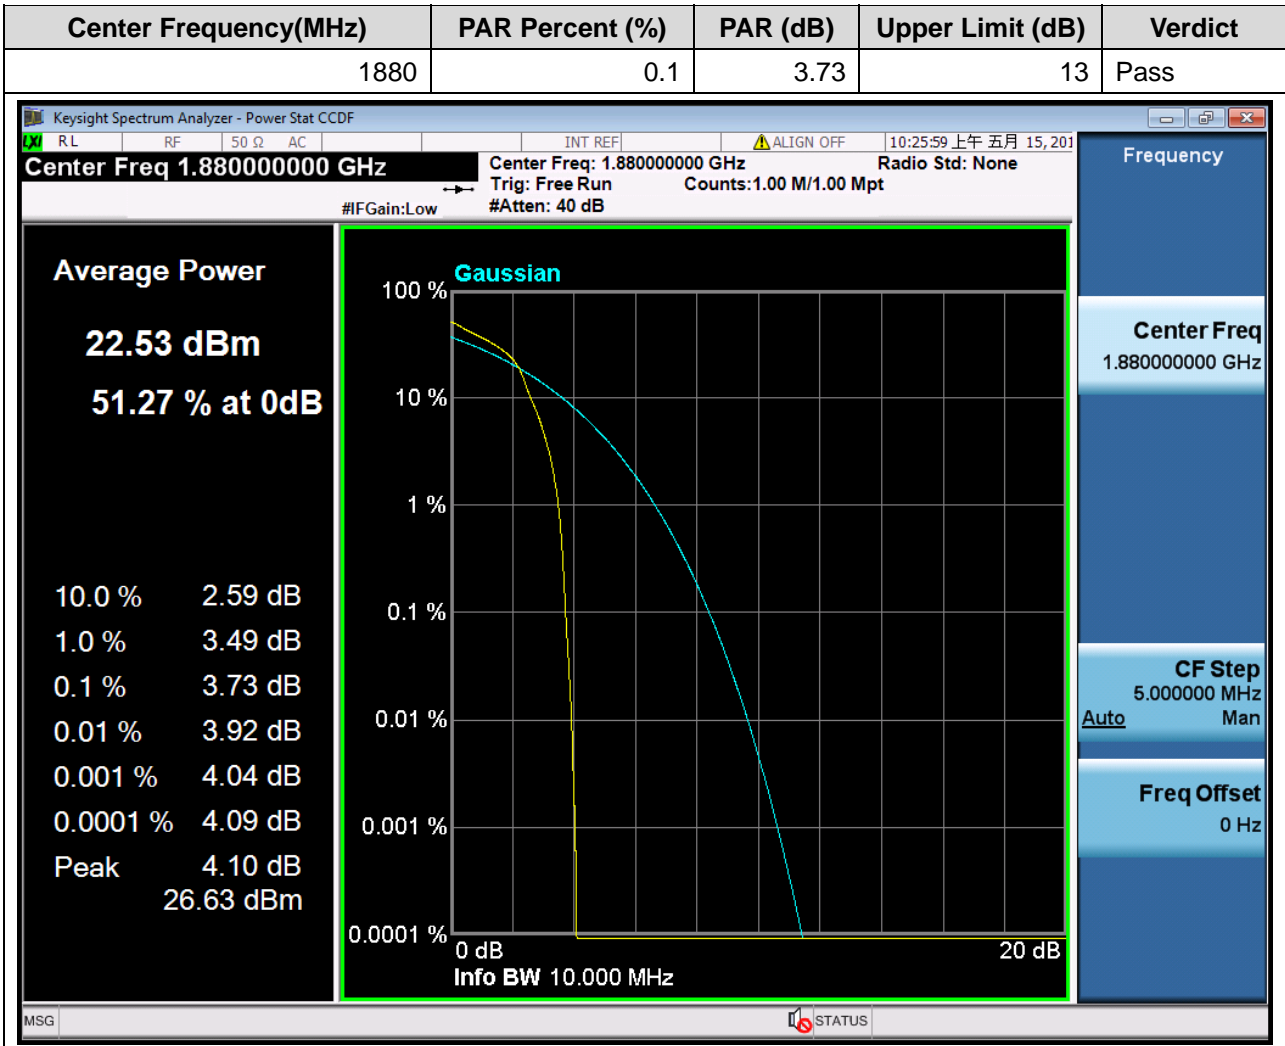 Center Frequency(MHz) PAR Percent (%) PAR (dB) Upper Limit (dB) Verdict
1880 0.1 3.73 13 Pass
Keysight Spectrum Analyzer - Power Stat CCDF
LXI RL RF 50 Ω AC INT REF ALIGN OFF 10:25:59 上午 五月 15, 201
Center Freq 1.880000000 GHz
Center Freq: 1.880000000 GHz Radio Std: None
Trig: Free Run Counts:1.00 M/1.00 Mpt
#IFGain:Low #Atten: 40 dB
Frequency
Average Power
22.53 dBm
51.27 % at 0dB
10.0 % 2.59 dB
1.0 % 3.49 dB
0.1 % 3.73 dB
0.01 % 3.92 dB
0.001 % 4.04 dB
0.0001 % 4.09 dB
Peak 4.10 dB
26.63 dBm
Gaussian
100 %
10 %
1 %
0.1 %
0.01 %
0.001 %
0.0001 %
0 dB 20 dB
Info BW 10.000 MHz
Center Freq
1.880000000 GHz
CF Step
5.000000 MHz
Auto Man
Freq Offset
0 Hz
MSG STATUS